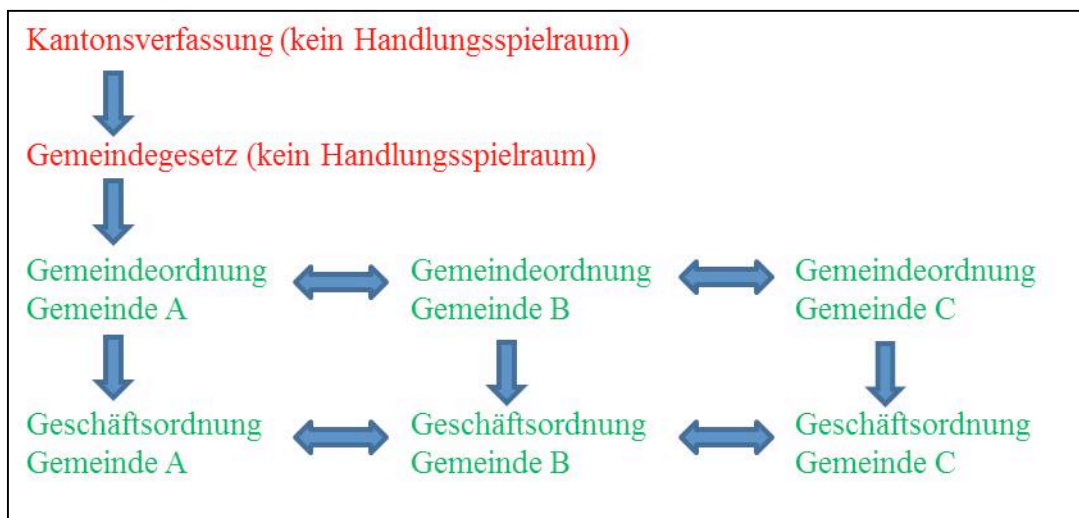 Kantonsverfassung (kein Handlungsspielraum)
Gemeindegesetz (kein Handlungsspielraum)
Gemeindeordnung
Gemeinde A
Gemeindeordnung
Gemeinde B
Gemeindeordnung
Gemeinde C
Geschäftsordnung
Gemeinde A
Geschäftsordnung
Gemeinde B
Geschäftsordnung
Gemeinde C